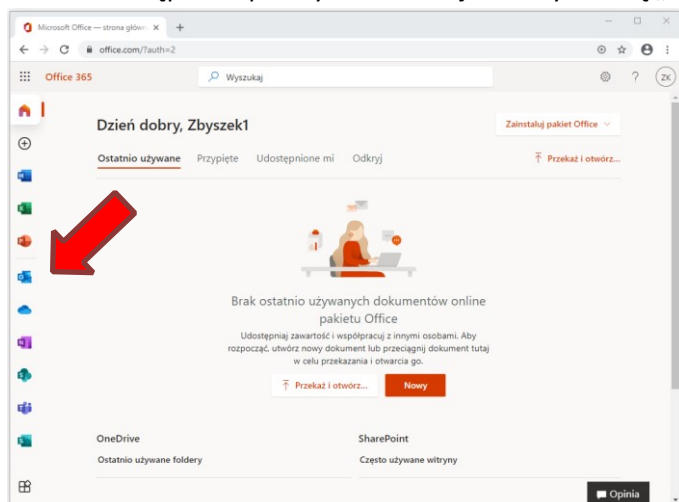 Microsoft Office — strona główn
office.com/?auth=2
Office 365
Wyszukaj
ZK
Dzień dobry, Zbyszek1
Zainstaluj pakiet Office
Ostatnio używane Przypięte Udostępnione mi Odkryj
Przekaż i otwórz...
Brak ostatnio używanych dokumentów online
pakietu Office
Udostępniaj zawartość i współpracuj z innymi osobami. Aby
rozpocząć, utwórz nowy dokument lub przeciągnij dokument tutaj
w celu przekazania i otwarcia go.
Przekaż i otwórz... Nowy
OneDrive SharePoint
Ostatnio używane foldery Często używane witryny
Opinia